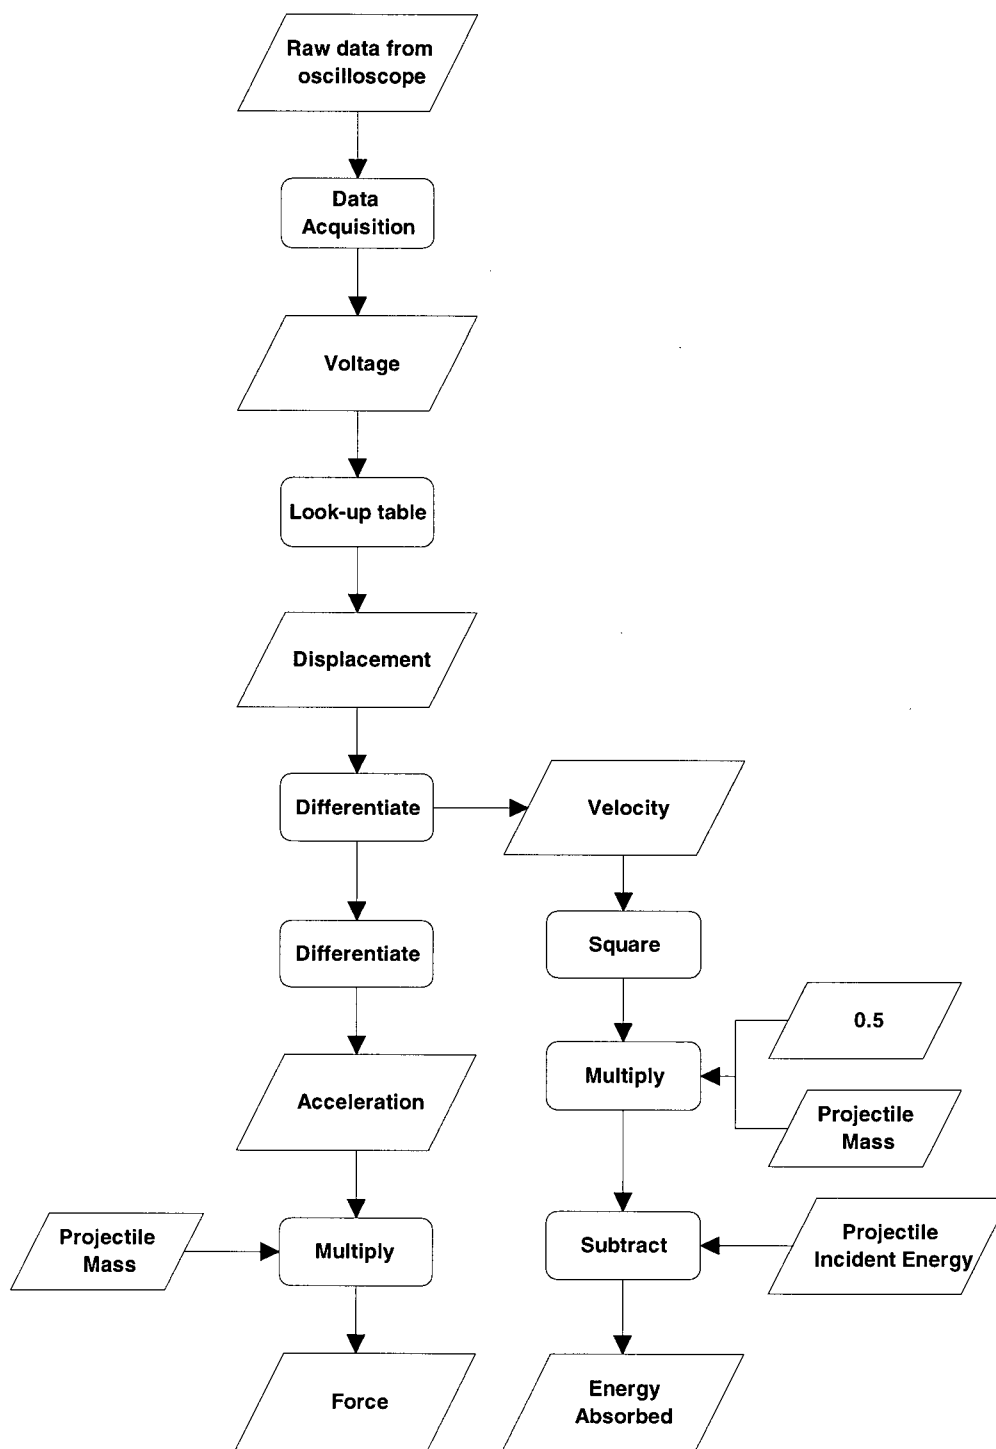 Raw data from
oscilloscope
Data
Acquisition
Voltage
Look-up table
Displacement
Differentiate
Velocity
Differentiate
Square
0.5
Multiply
Acceleration
Projectile
Mass
Projectile
Mass
Multiply
Subtract
Projectile
Incident Energy
Force
Energy
Absorbed